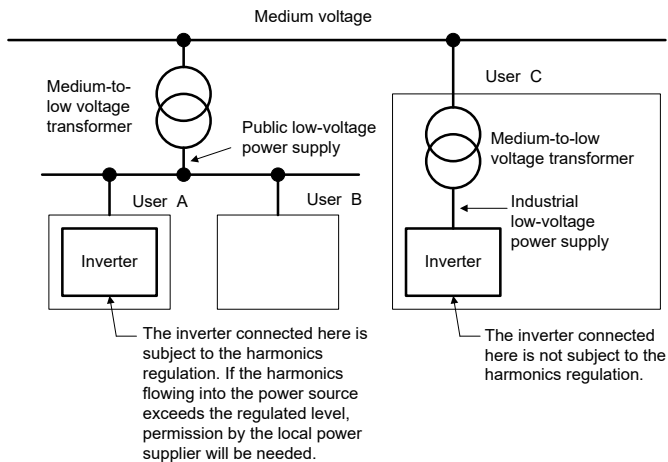 Medium voltage
Medium-to-
low voltage
transformer
Public low-voltage
power supply
User A
User B
User C
Medium-to-low
voltage transformer
Industrial
low-voltage
power supply
Inverter
Inverter
The inverter connected here is
subject to the harmonics
regulation. If the harmonics
flowing into the power source
exceeds the regulated level,
permission by the local power
supplier will be needed.
The inverter connected
here is not subject to the
harmonics regulation.